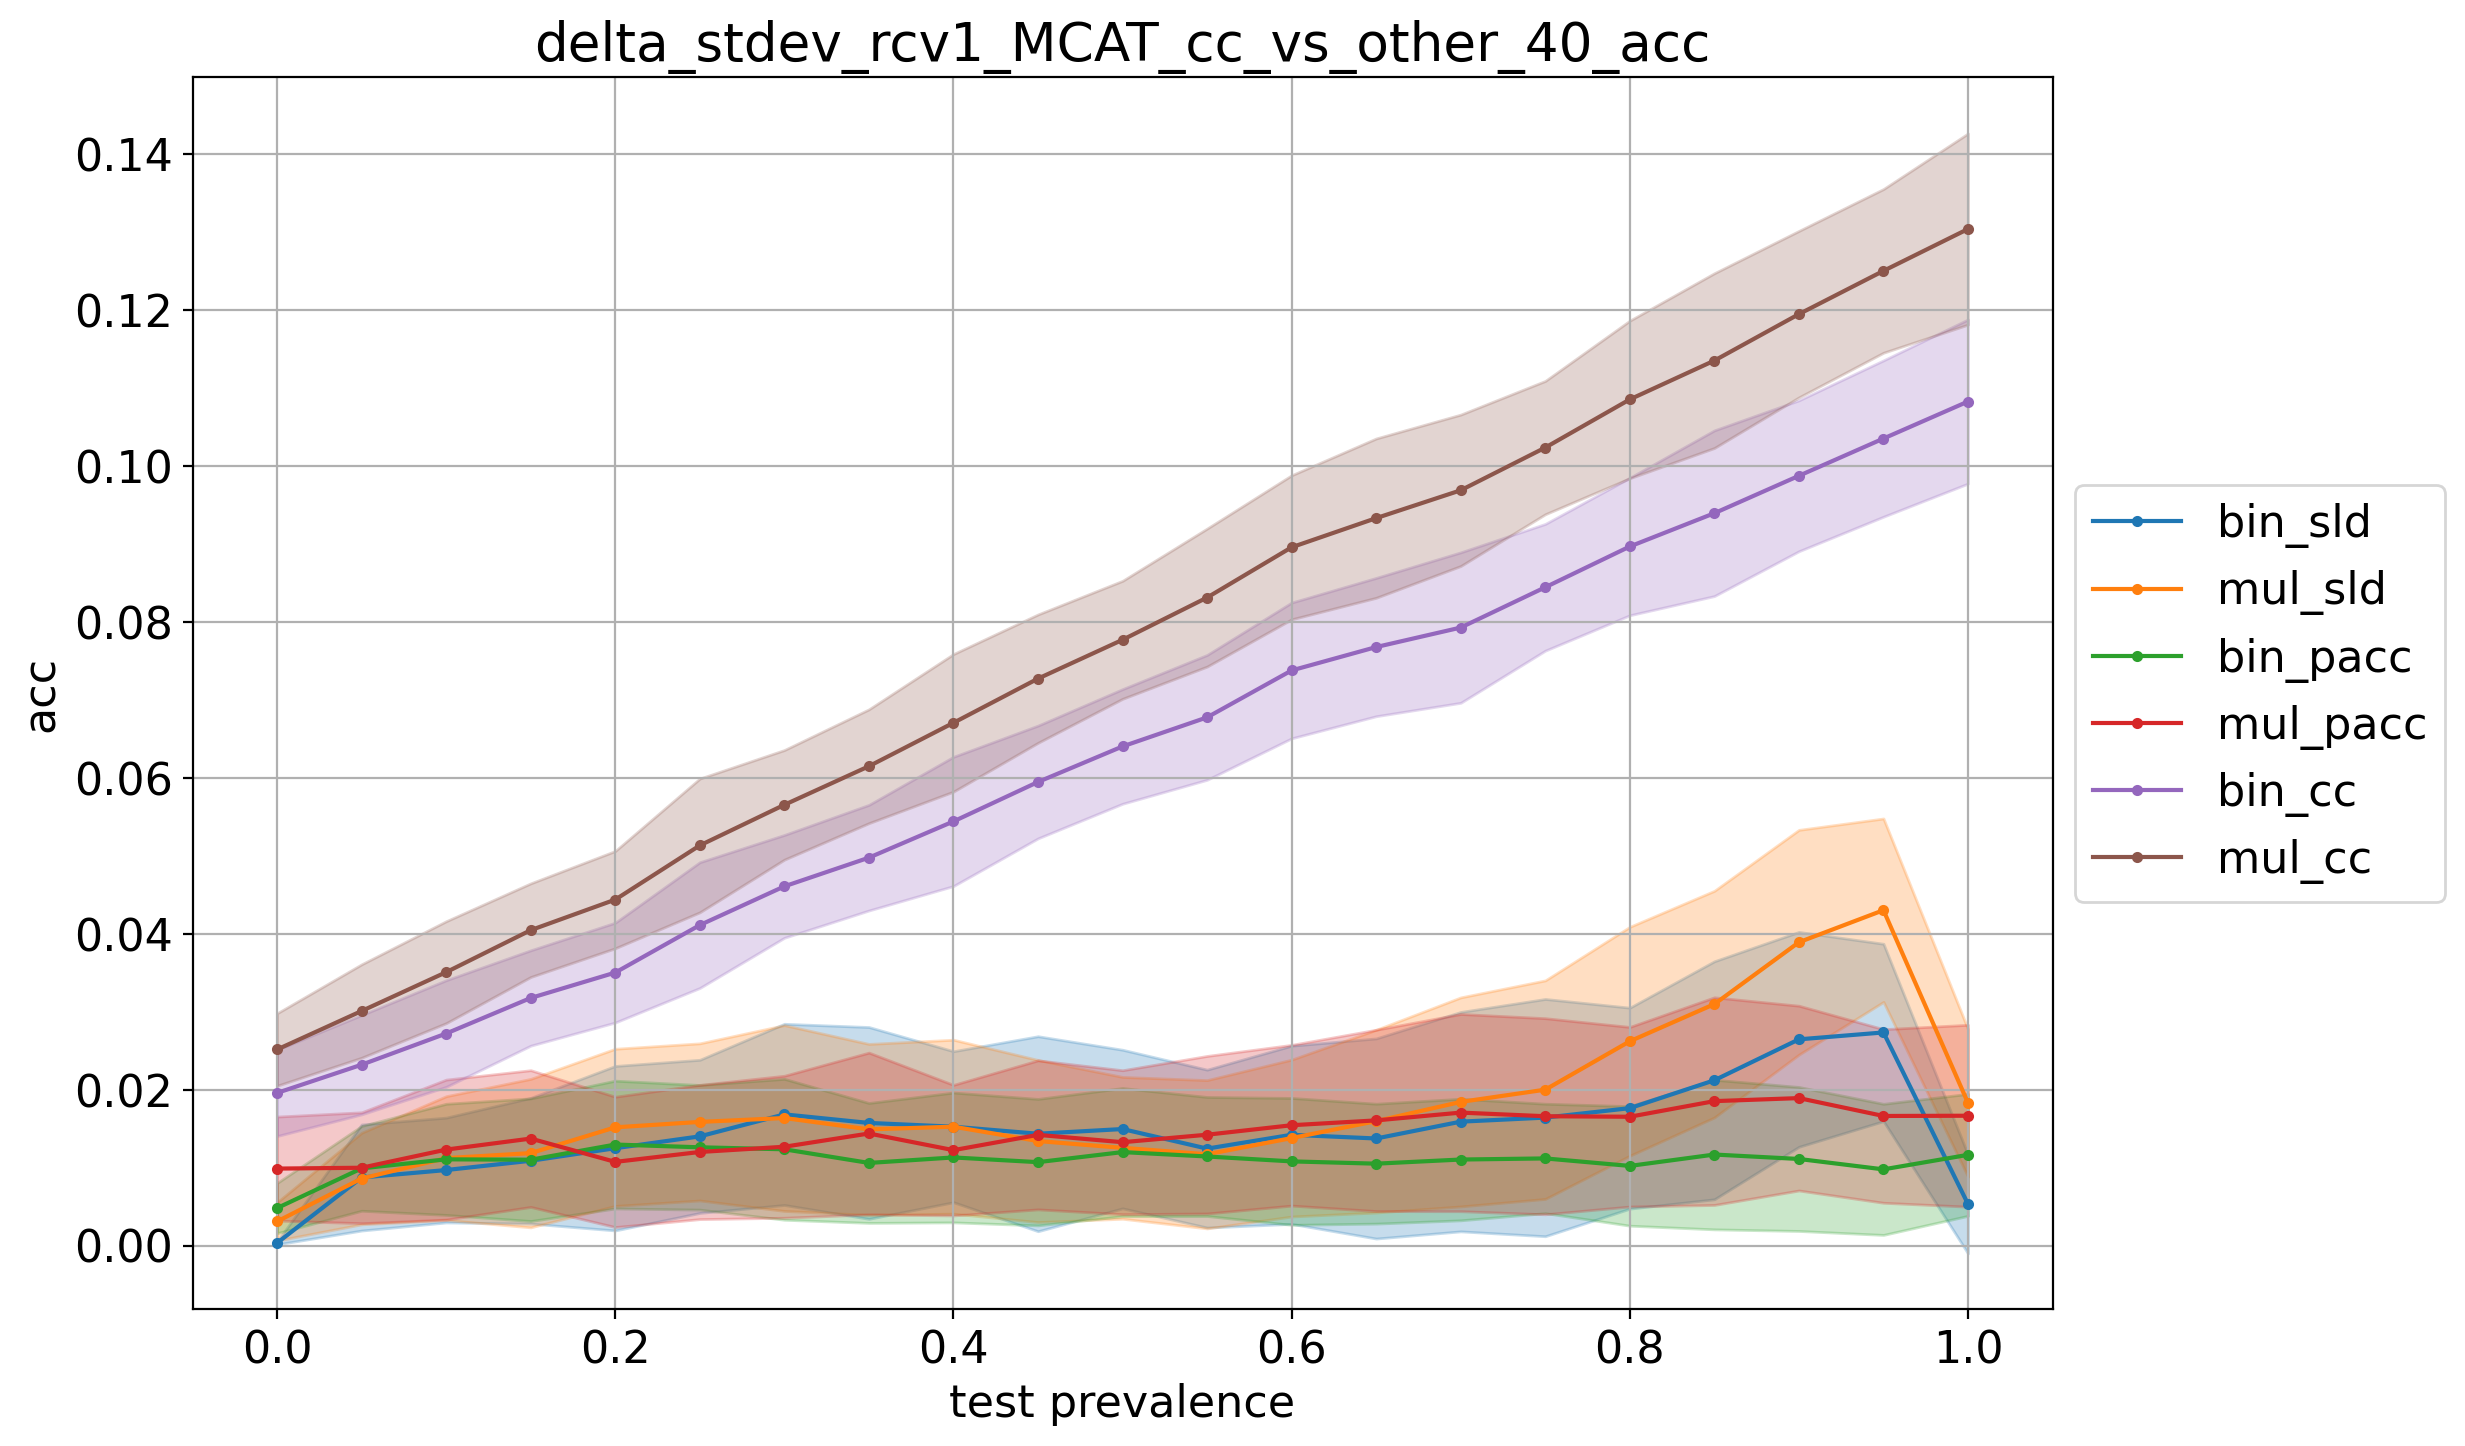 delta_stdev_rcv1_MCAT_cc_vs_other_40_acc
0.14
0.12
0.10
0.08
0.06
0.04
0.02
0.00
acc
0.0 0.2 0.4 0.6 0.8 1.0
test prevalence
bin_sld
mul_sld
bin_pacc
mul_pacc
bin_cc
mul_cc